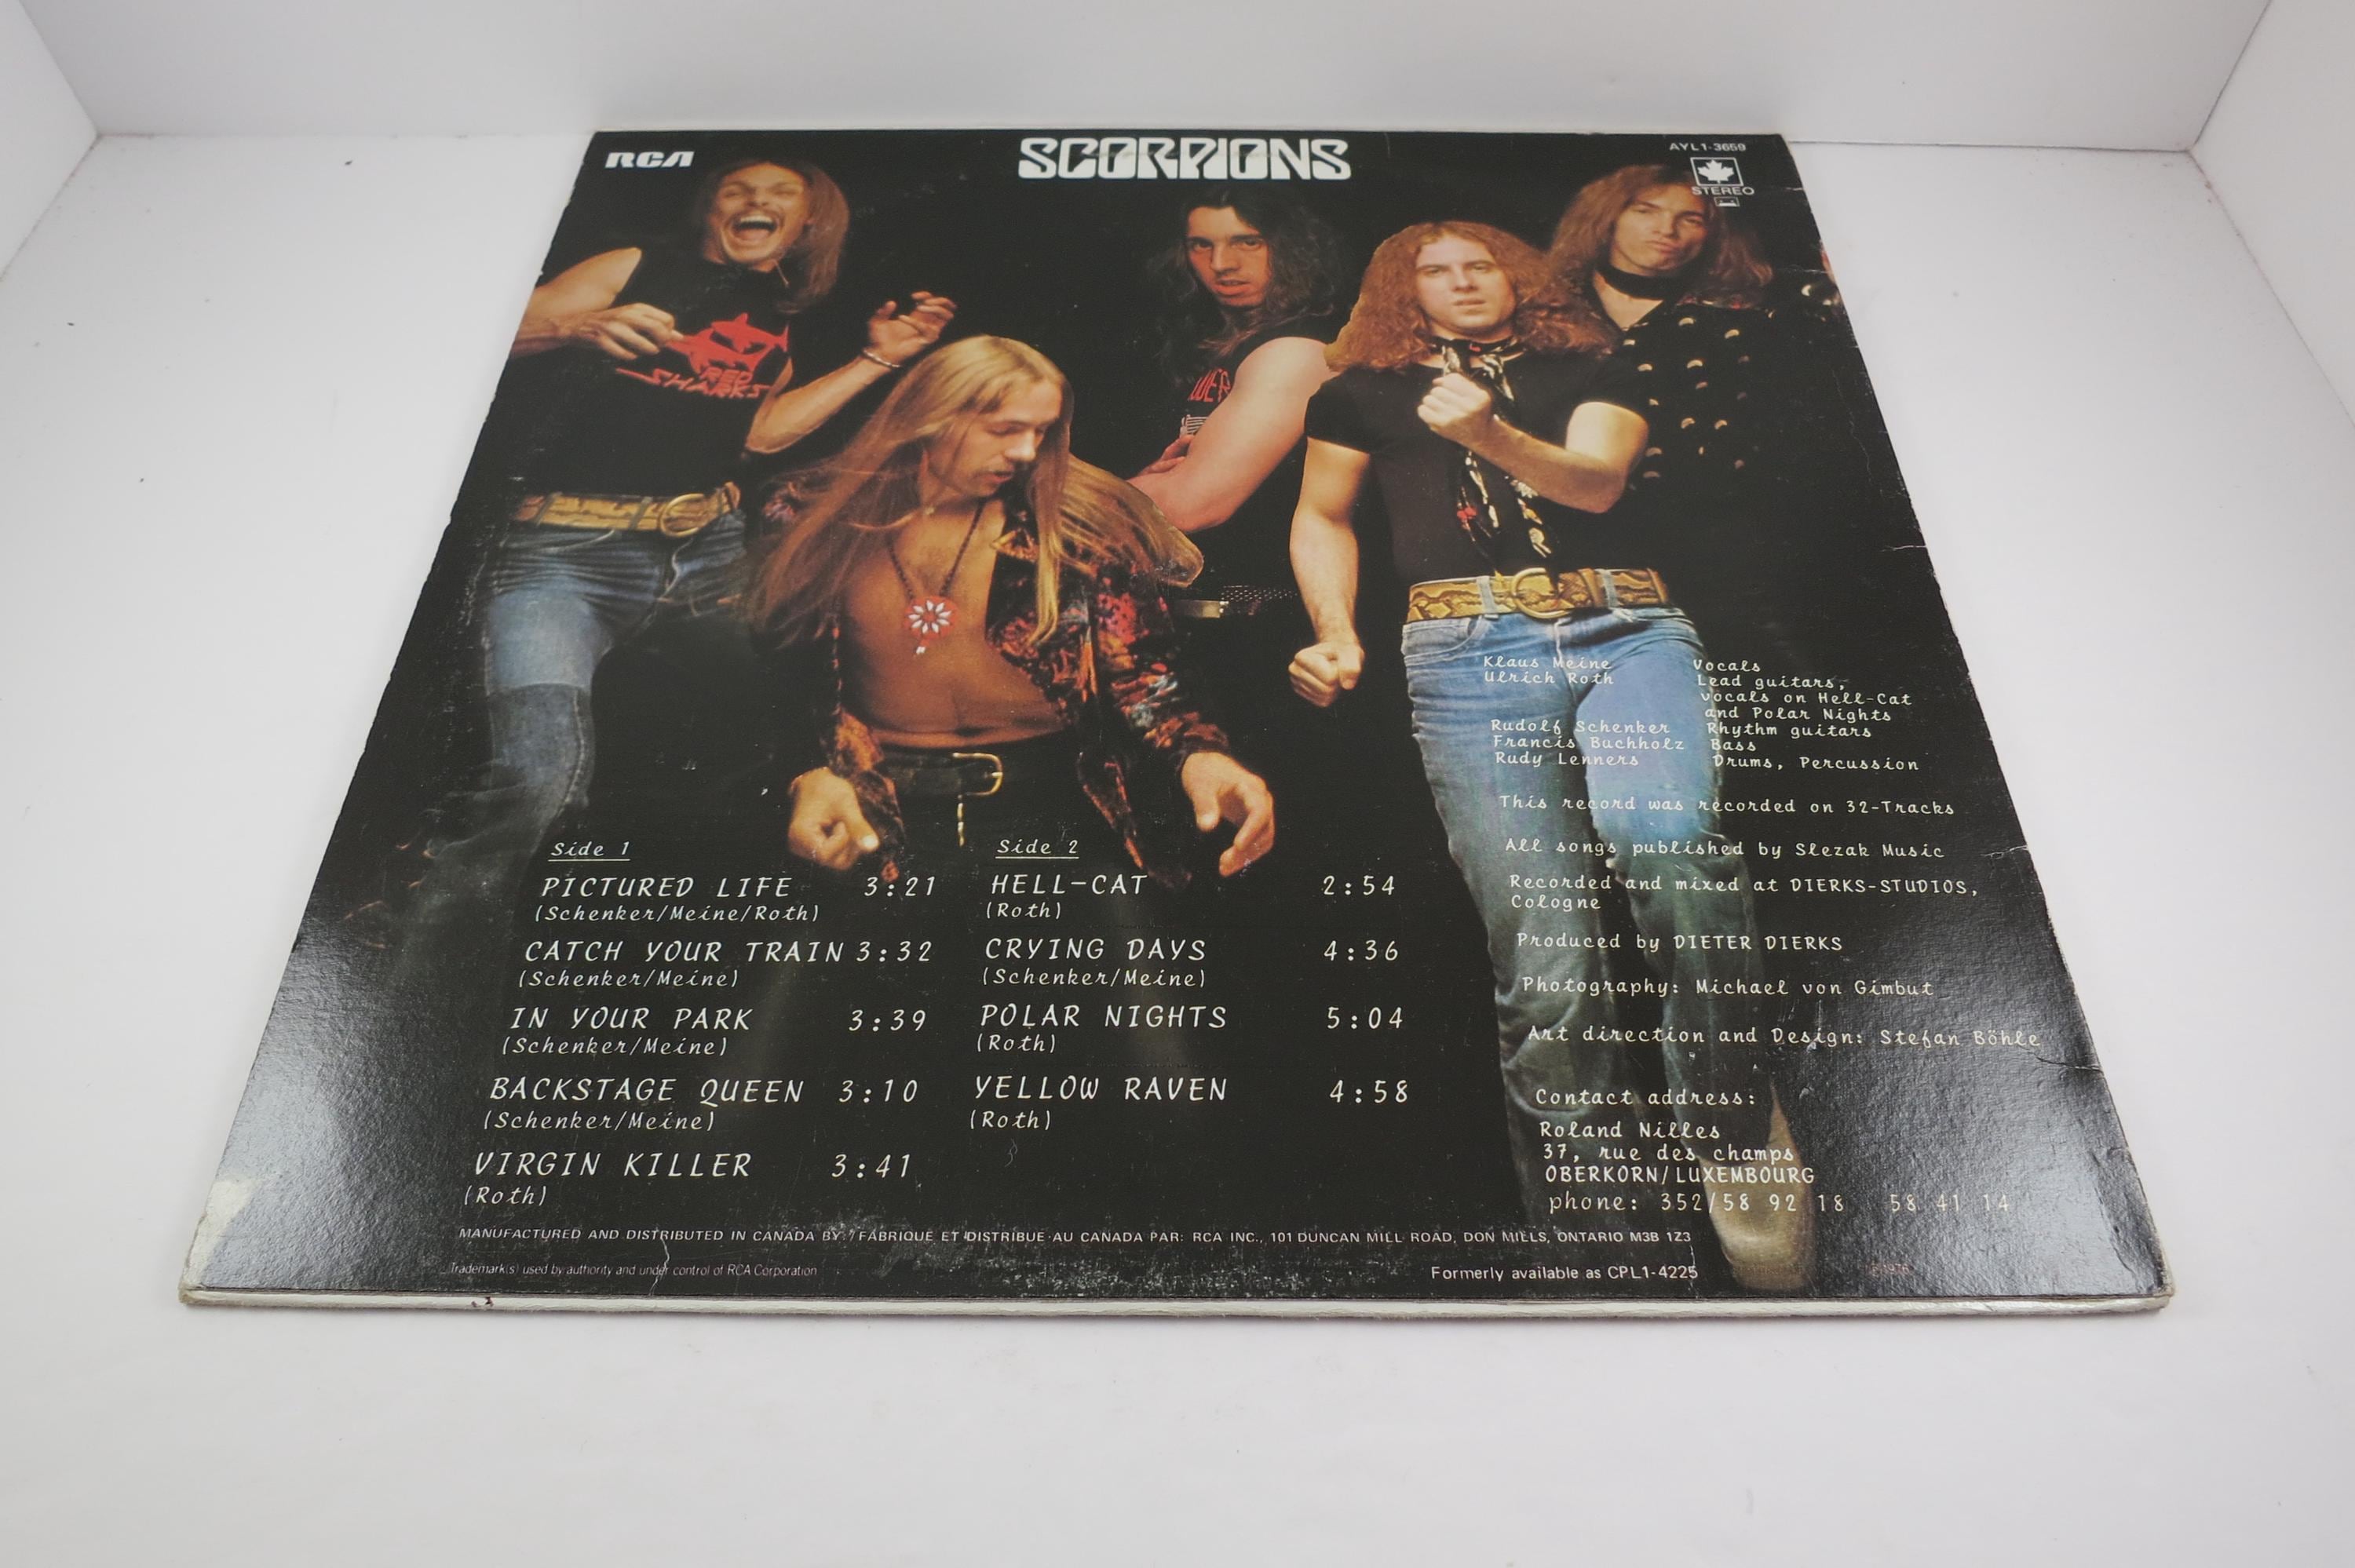 RCA
SCORPIONS
AYL1-3659
STEREO
RED
SHARKS
Klaus Meine Vocals
Ulrich Roth Lead guitars,
vocals on Hell-Cat
and Polar Nights
Rudolf Schenker Rhythm guitars
Francis Buchholz Bass
Rudy Lenners Drums, Percussion
This record was recorded on 32-Tracks
All songs published by Slezak Music
Recorded and mixed at DIERKS-STUDIOS,
Cologne
Produced by DIETER DIERKS
Photography: Michael von Gimbut
Art direction and Design: Stefan Böhle
Contact address:
Roland Nilles
37, rue des champs
OBERKORN/LUXEMBOURG
phone: 352/58 92 18 58 41 14
Side 1
PICTURED LIFE 3:21
(Schenker/Meine/Roth)
CATCH YOUR TRAIN 3:32
(Schenker/Meine)
IN YOUR PARK 3:39
(Schenker/Meine)
BACKSTAGE QUEEN 3:10
(Schenker/Meine)
VIRGIN KILLER 3:41
(Roth)
Side 2
HELL-CAT 2:54
(Roth)
CRYING DAYS 4:36
(Schenker/Meine)
POLAR NIGHTS 5:04
(Roth)
YELLOW RAVEN 4:58
(Roth)
MANUFACTURED AND DISTRIBUTED IN CANADA BY: / FABRIQUÉ ET DISTRIBUÉ AU CANADA PAR: RCA INC., 101 DUNCAN MILL ROAD, DON MILLS, ONTARIO M3B 1Z3
Trademark(s) used by authority and under control of RCA Corporation
Formerly available as CPL1-4225